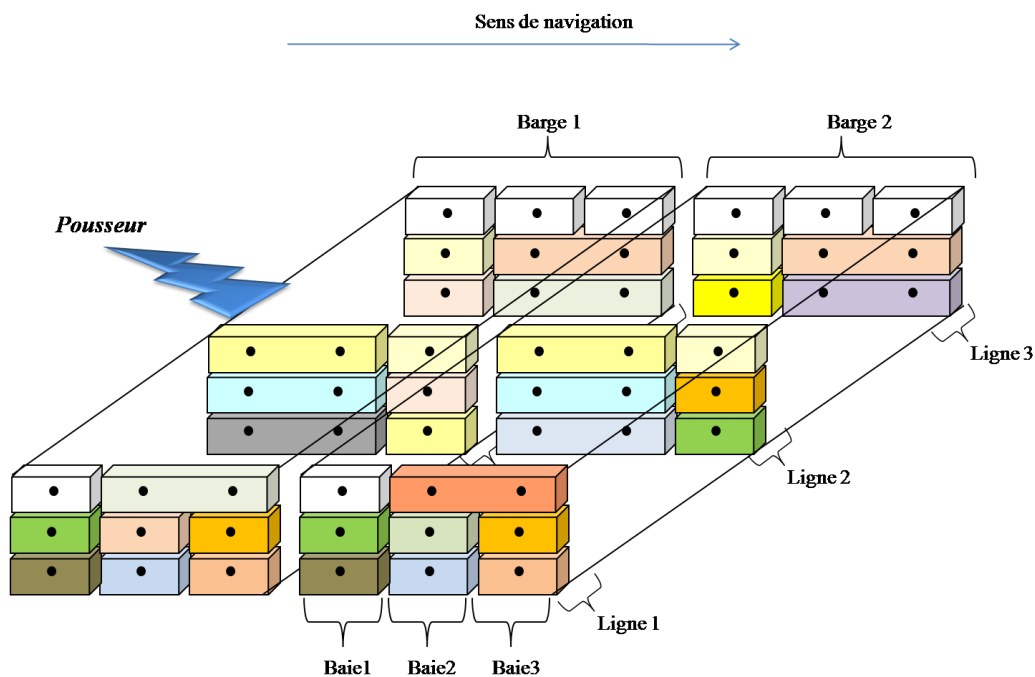 Sens de navigation
Barge 1
Barge 2
Pousseur
Ligne 3
Ligne 2
Ligne 1
Baie1
Baie2
Baie3